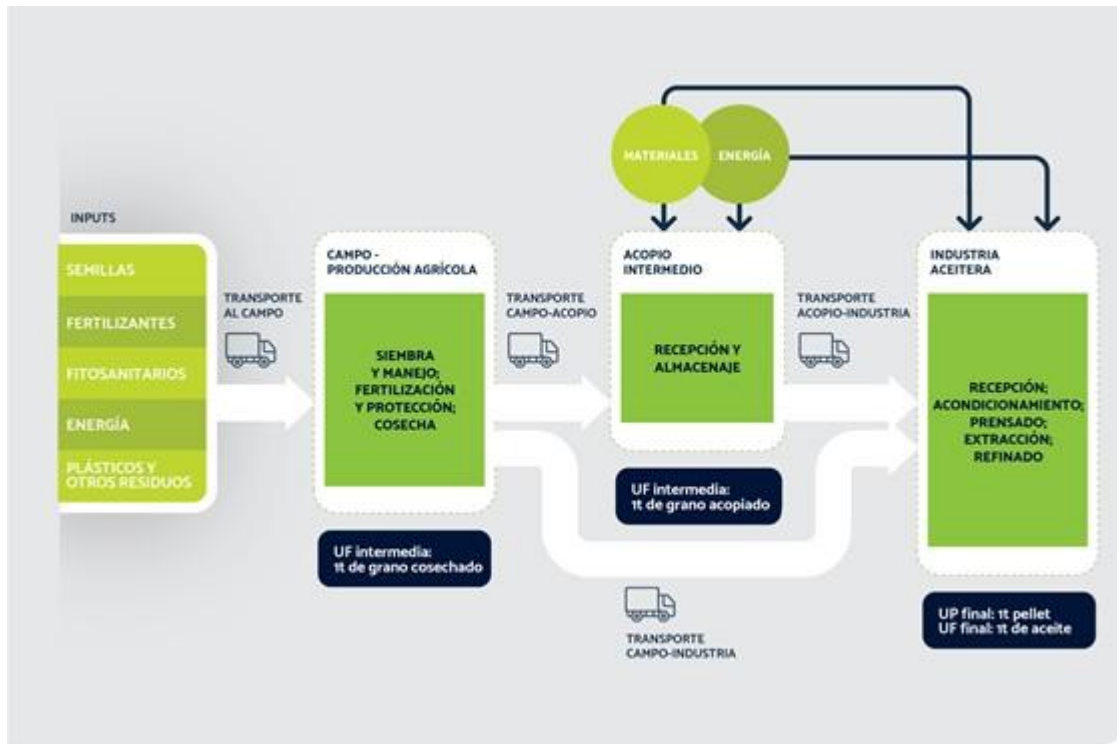 MATERIALES
ENERGÍA
INPUTS
SEMILLAS
FERTILIZANTES
FITOSANITARIOS
ENERGÍA
PLÁSTICOS Y
OTROS RESIDUOS
TRANSPORTE
AL CAMPO
CAMPO -
PRODUCCIÓN AGRÍCOLA
SIEMBRA
Y MANEJO;
FERTILIZACIÓN
Y PROTECCIÓN;
COSECHA
UF intermedia:
1t de grano cosechado
TRANSPORTE
CAMPO-ACOPIO
ACOPIO
INTERMEDIO
RECEPCIÓN Y
ALMACENAJE
UF intermedia:
1t de grano acopiado
TRANSPORTE
ACOPIO-INDUSTRIA
TRANSPORTE
CAMPO-INDUSTRIA
INDUSTRIA
ACEITERA
RECEPCIÓN;
ACONDICIONAMIENTO;
PRENSADO;
EXTRACCIÓN;
REFINADO
UP final: 1t pellet
UF final: 1t de aceite